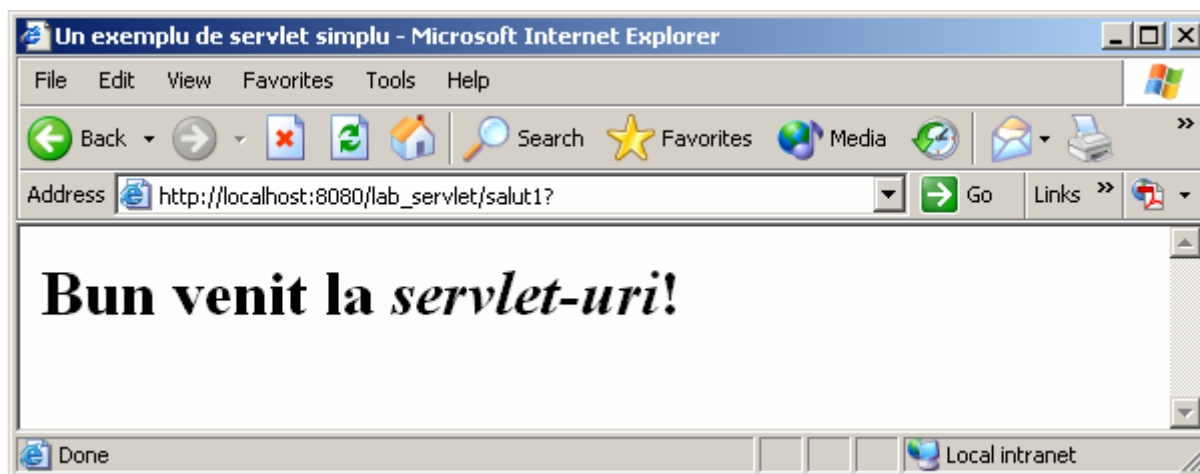 Un exemplu de servlet simplu - Microsoft Internet Explorer
File Edit View Favorites Tools Help
Back Search Favorites Media »
Address http://localhost:8080/lab_servlet/salut1? Go Links »
Bun venit la servlet-uri!
Done Local intranet